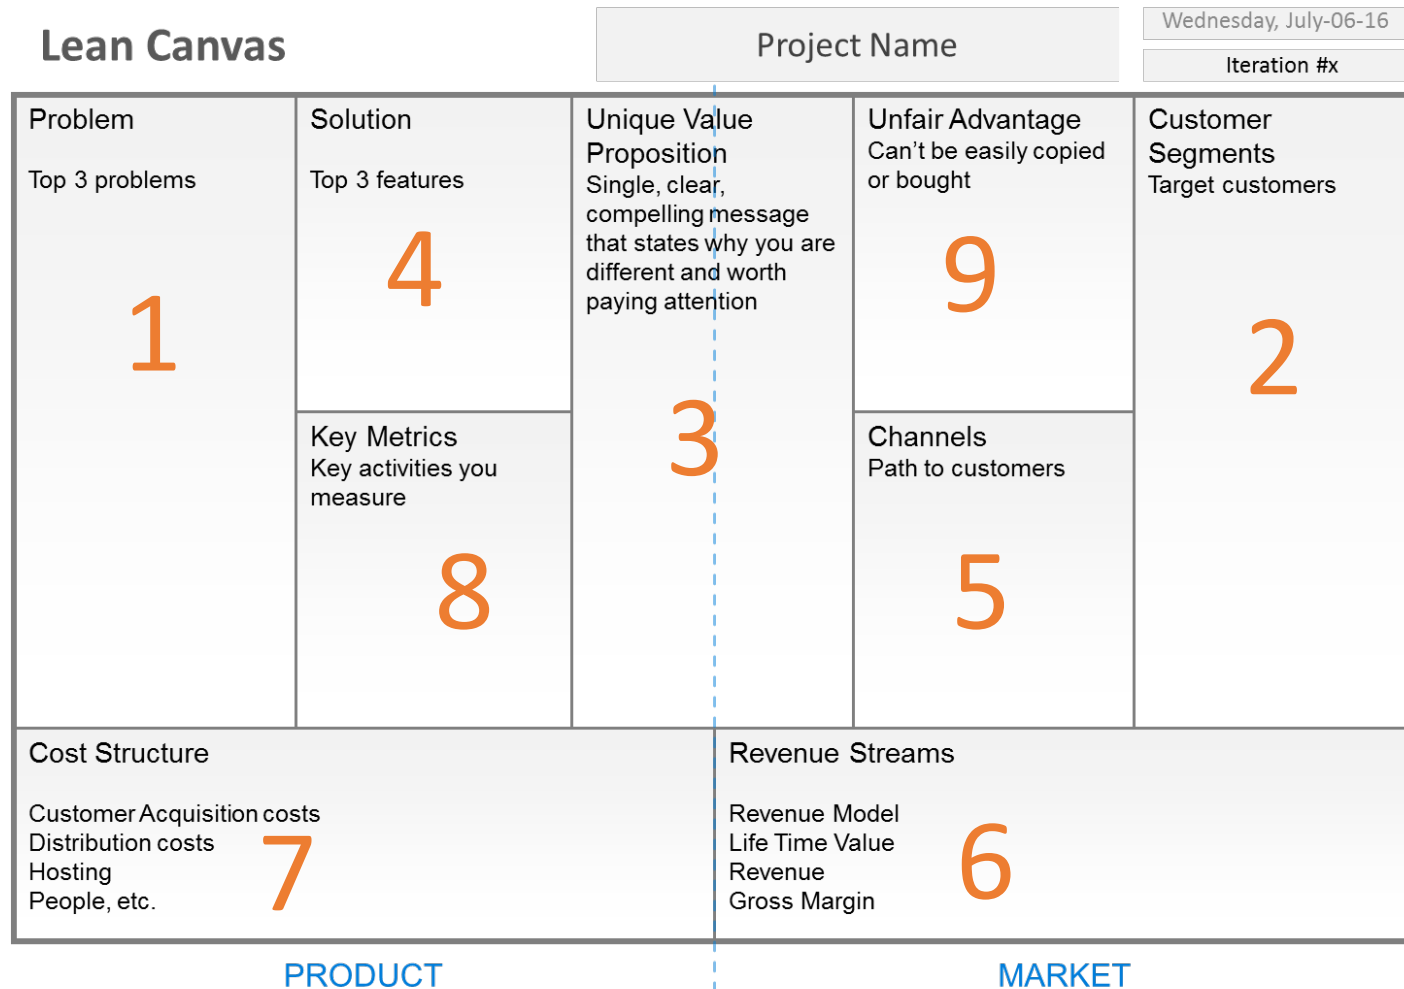 Lean Canvas
Project Name
Wednesday, July-06-16
Iteration #x
Problem
Top 3 problems
1
Solution
Top 3 features
4
Key Metrics
Key activities you
measure
8
Unique Value
Proposition
Single, clear,
compelling message
that states why you are
different and worth
paying attention
3
Unfair Advantage
Can't be easily copied
or bought
9
Channels
Path to customers
5
Customer
Segments
Target customers
2
Cost Structure
Customer Acquisition costs
Distribution costs
Hosting
People, etc.
7
Revenue Streams
Revenue Model
Life Time Value
Revenue
Gross Margin
6
PRODUCT
MARKET